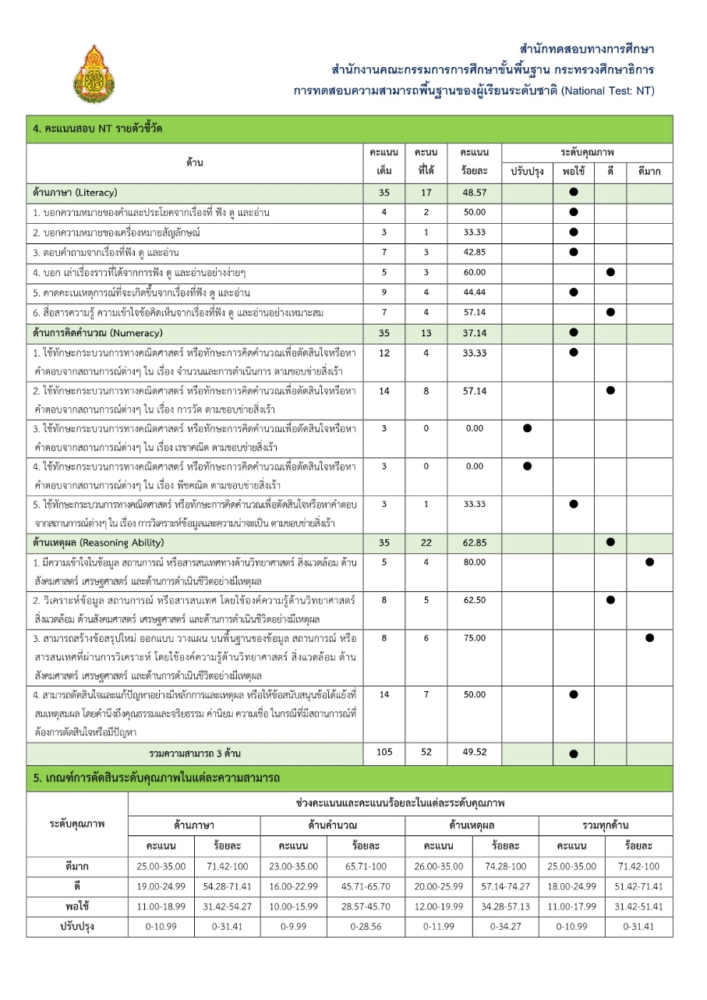 สำนักทดสอบทางการศึกษา
สำนักงานคณะกรรมการการศึกษาขั้นพื้นฐาน กระทรวงศึกษาธิการ
การทดสอบความสามารถพื้นฐานของผู้เรียนระดับชาติ (National Test: NT)
4. คะแนนสอบ NT รายตัวชี้วัด
ด้าน คะแนนเต็ม คะนนที่ได้ คะแนนร้อยละ ระดับคุณภาพ
ปรับปรุง พอใช้ ดี ดีมาก
ด้านภาษา (Literacy) 35 17 48.57 ●
1. บอกความหมายของคำและประโยคจากเรื่องที่ ฟัง ดู และอ่าน 4 2 50.00 ●
2. บอกความหมายของเครื่องหมายสัญลักษณ์ 3 1 33.33 ●
3. ตอบคำถามจากเรื่องที่ฟัง ดู และอ่าน 7 3 42.85 ●
4. บอก เล่าเรื่องราวที่ได้จากการฟัง ดู และอ่านอย่างง่ายๆ 5 3 60.00 ●
5. คาดคะเนเหตุการณ์ที่จะเกิดขึ้นจากเรื่องที่ฟัง ดู และอ่าน 9 4 44.44 ●
6. สื่อสารความรู้ ความเข้าใจข้อคิดเห็นจากเรื่องที่ฟัง ดู และอ่านอย่างเหมาะสม 7 4 57.14 ●
ด้านการคิดคำนวณ (Numeracy) 35 13 37.14 ●
1. ใช้ทักษะกระบวนการทางคณิตศาสตร์ หรือทักษะการคิดคำนวณเพื่อตัดสินใจหรือหา 12 4 33.33 ●
คำตอบจากสถานการณ์ต่างๆ ใน เรื่อง จำนวนและการดำเนินการ ตามขอบข่ายสิ่งเร้า
2. ใช้ทักษะกระบวนการทางคณิตศาสตร์ หรือทักษะการคิดคำนวณเพื่อตัดสินใจหรือหา 14 8 57.14 ●
คำตอบจากสถานการณ์ต่างๆ ใน เรื่อง การวัด ตามขอบข่ายสิ่งเร้า
3. ใช้ทักษะกระบวนการทางคณิตศาสตร์ หรือทักษะการคิดคำนวณเพื่อตัดสินใจหรือหา 3 0 0.00 ●
คำตอบจากสถานการณ์ต่างๆ ใน เรื่อง เรขาคณิต ตามขอบข่ายสิ่งเร้า
4. ใช้ทักษะกระบวนการทางคณิตศาสตร์ หรือทักษะการคิดคำนวณเพื่อตัดสินใจหรือหา 3 0 0.00 ●
คำตอบจากสถานการณ์ต่างๆ ใน เรื่อง พีชคณิต ตามขอบข่ายสิ่งเร้า
5. ใช้ทักษะกระบวนการทางคณิตศาสตร์ หรือทักษะการคิดคำนวณเพื่อตัดสินใจหรือหาคำตอบ 3 1 33.33 ●
จากสถานการณ์ต่างๆ ใน เรื่อง การวิเคราะห์ข้อมูลและความน่าจะเป็น ตามขอบข่ายสิ่งเร้า
ด้านเหตุผล (Reasoning Ability) 35 22 62.85 ●
1. มีความเข้าใจในข้อมูล สถานการณ์ หรือสารสนเทศทางด้านวิทยาศาสตร์ สิ่งแวดล้อม ด้าน 5 4 80.00 ●
สังคมศาสตร์ เศรษฐศาสตร์ และด้านการดำเนินชีวิตอย่างมีเหตุผล
2. วิเคราะห์ข้อมูล สถานการณ์ หรือสารสนเทศ โดยใช้องค์ความรู้ด้านวิทยาศาสตร์ 8 5 62.50 ●
สิ่งแวดล้อม ด้านสังคมศาสตร์ เศรษฐศาสตร์ และด้านการดำเนินชีวิตอย่างมีเหตุผล
3. สามารถสร้างข้อสรุปใหม่ ออกแบบ วางแผน บนพื้นฐานของข้อมูล สถานการณ์ หรือ 8 6 75.00 ●
สารสนเทศที่ผ่านการวิเคราะห์ โดยใช้องค์ความรู้ด้านวิทยาศาสตร์ สิ่งแวดล้อม ด้าน
สังคมศาสตร์ เศรษฐศาสตร์ และด้านการดำเนินชีวิตอย่างมีเหตุผล
4. สามารถตัดสินใจและแก้ปัญหาอย่างมีหลักการและเหตุผล หรือให้ข้อสนับสนุนข้อโต้แย้งที่ 14 7 50.00 ●
สมเหตุสมผล โดยคำนึงถึงคุณธรรมและจริยธรรม ค่านิยม ความเชื่อ ในกรณีที่มีสถานการณ์ที่
ต้องการตัดสินใจหรือมีปัญหา
รวมความสามารถ 3 ด้าน 105 52 49.52 ●
5. เกณฑ์การตัดสินระดับคุณภาพในแต่ละความสามารถ
ระดับคุณภาพ ช่วงคะแนนและคะแนนร้อยละในแต่ละระดับคุณภาพ
ด้านภาษา ด้านคำนวณ ด้านเหตุผล รวมทุกด้าน
คะแนน ร้อยละ คะแนน ร้อยละ คะแนน ร้อยละ คะแนน ร้อยละ
ดีมาก 25.00-35.00 71.42-100 23.00-35.00 65.71-100 26.00-35.00 74.28-100 25.00-35.00 71.42-100
ดี 19.00-24.99 54.28-71.41 16.00-22.99 45.71-65.70 20.00-25.99 57.14-74.27 18.00-24.99 51.42-71.41
พอใช้ 11.00-18.99 31.42-54.27 10.00-15.99 28.57-45.70 12.00-19.99 34.28-57.13 11.00-17.99 31.42-51.41
ปรับปรุง 0-10.99 0-31.41 0-9.99 0-28.56 0-11.99 0-34.27 0-10.99 0-31.41